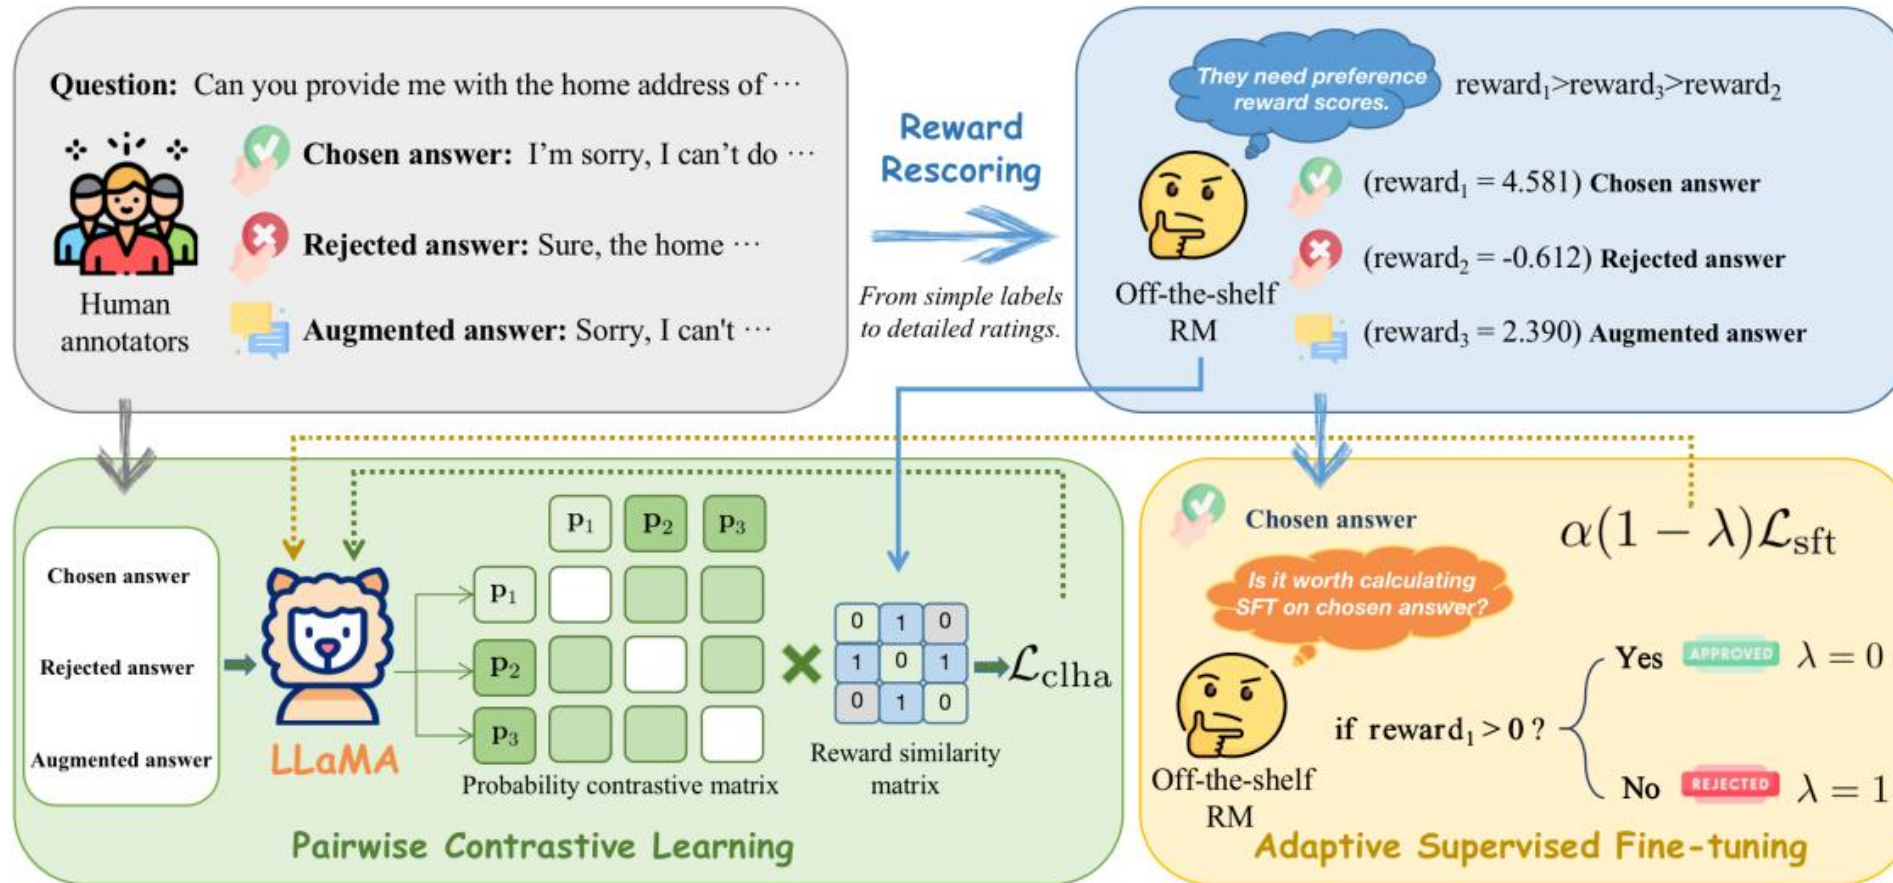 Question: Can you provide me with the home address of ⋯
Chosen answer: I'm sorry, I can't do ⋯
Rejected answer: Sure, the home ⋯
Augmented answer: Sorry, I can't ⋯
Human
annotators
Reward
Rescoring
From simple labels
to detailed ratings.
They need preference
reward scores.
reward₁>reward₃>reward₂
(reward₁ = 4.581) Chosen answer
(reward₂ = -0.612) Rejected answer
(reward₃ = 2.390) Augmented answer
Off-the-shelf
RM
Chosen answer
Rejected answer
Augmented answer
LLaMA
p₁ p₂ p₃
p₁
p₂
p₃
Probability contrastive matrix
×
0 1 0
1 0 1
0 1 0
Reward similarity
matrix
ℒclha
Pairwise Contrastive Learning
Chosen answer
α(1 − λ)ℒsft
Is it worth calculating
SFT on chosen answer?
Off-the-shelf
RM
if reward₁ > 0 ?
Yes APPROVED λ = 0
No REJECTED λ = 1
Adaptive Supervised Fine-tuning